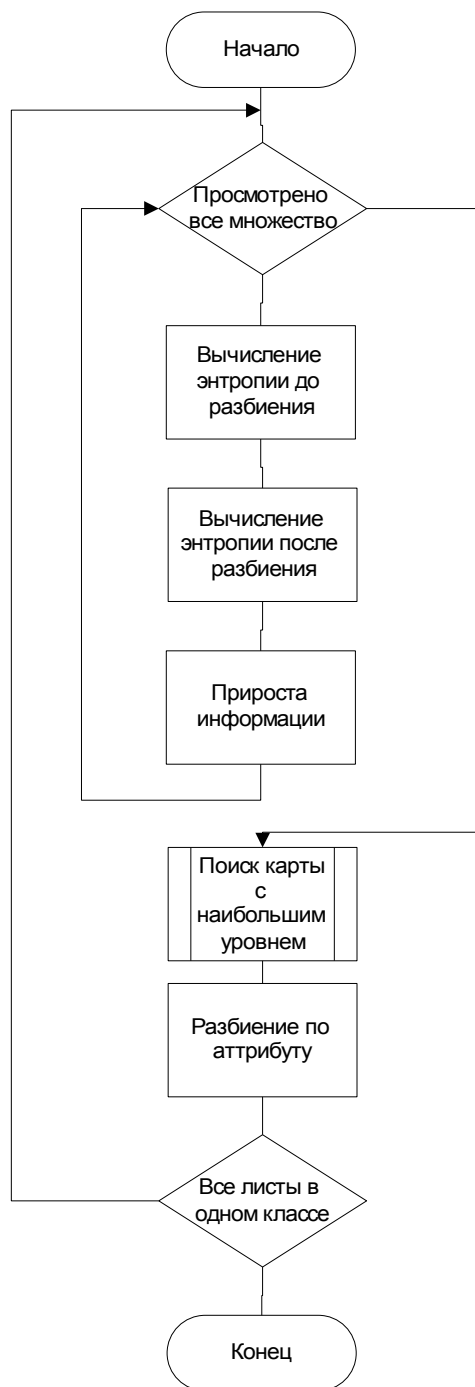 Начало
Просмотрено
все множество
Вычисление
энтропии до
разбиения
Вычисление
энтропии после
разбиения
Прироста
информации
Поиск карты
с
наибольшим
уровнем
Разбиение по
аттрибуту
Все листы в
одном классе
Конец